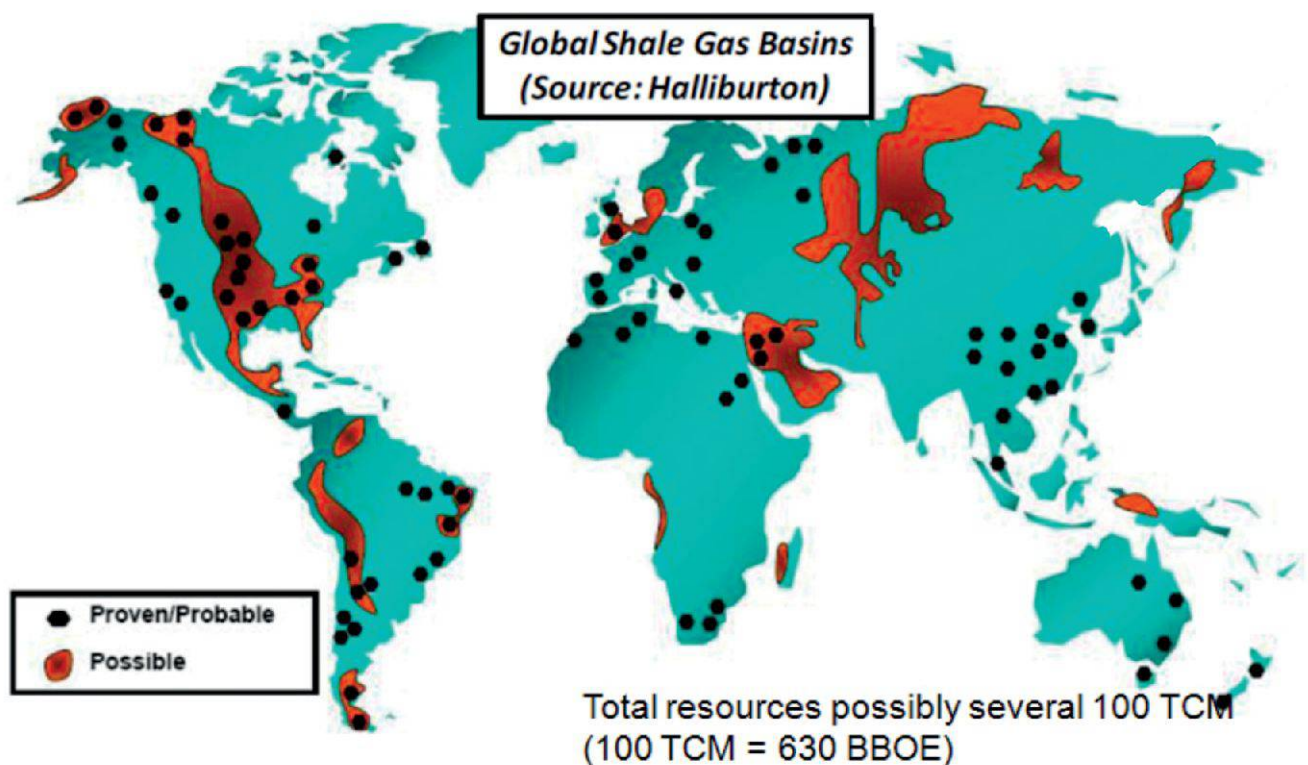 Global Shale Gas Basins
(Source: Halliburton)
Proven/Probable
Possible
Total resources possibly several 100 TCM
(100 TCM = 630 BBOE)